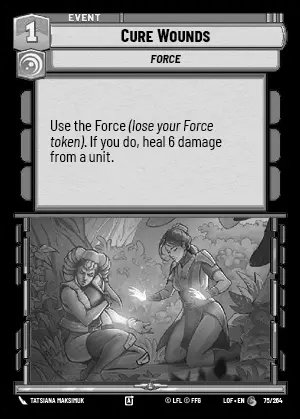 EVENT
1
CURE WOUNDS
FORCE
Use the Force (lose your Force
token). If you do, heal 6 damage
from a unit.
TATSIANA MAKSIMUK
© LFL © FFG
LOF • EN
75/264